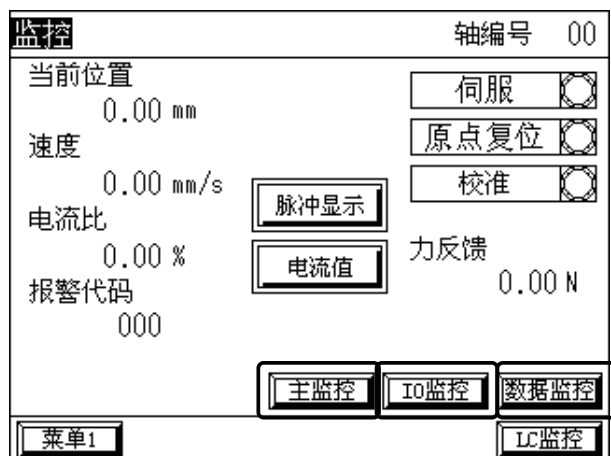 监控 轴编号 00
当前位置
0.00 mm
速度
0.00 mm/s
电流比
0.00 %
报警代码
000
脉冲显示
电流值
伺服
原点复位
校准
力反馈
0.00 N
主监控 IO监控 数据监控
菜单1 LC监控